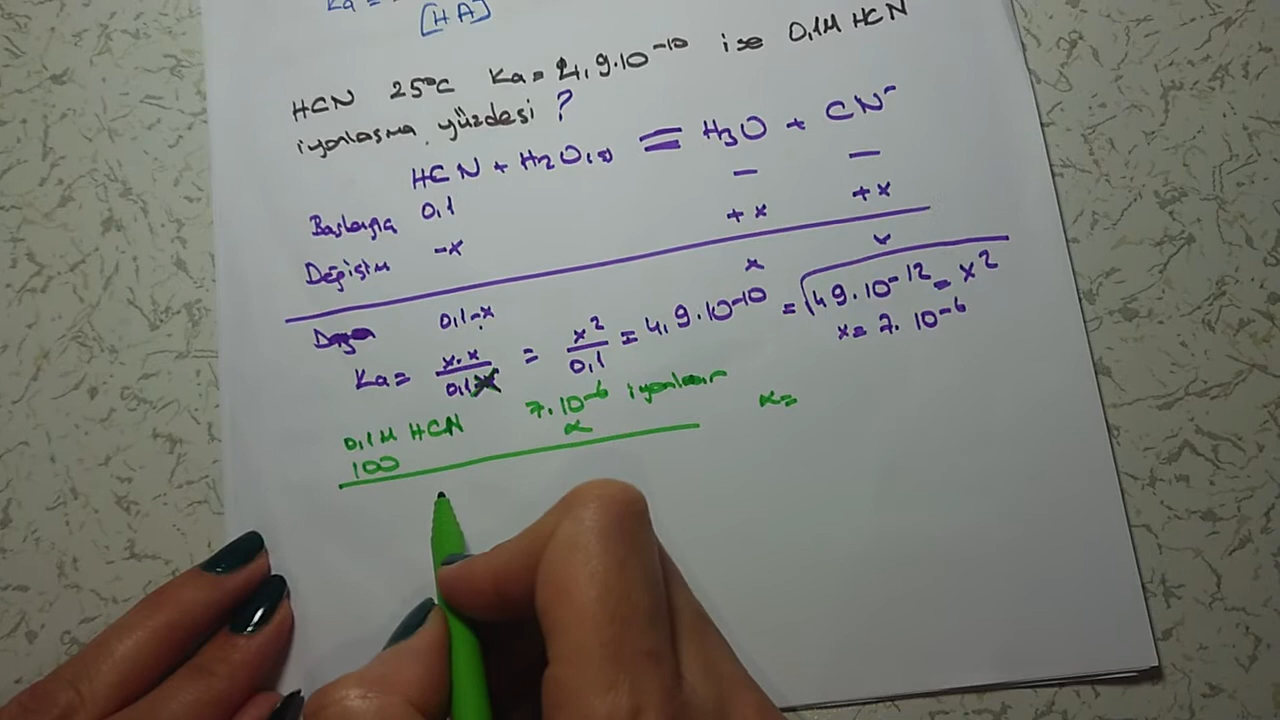 Ka =
[HA]
HCN 25°C Ka = 4,9.10⁻¹⁰ ise 0,1M HCN
iyonlaşma yüzdesi ?
HCN + H₂O(s) = H₃O + CN⁻
Başlangıç 0,1 — —
Değişim -x +x +x
0,1-x x x
Ka = x.x/0,1-x = x²/0,1 = 4,9.10⁻¹⁰ = √49.10⁻¹² = x²
x = 7.10⁻⁶
0,1M HCN 7.10⁻⁶ iyonlaşır
100 x
x =